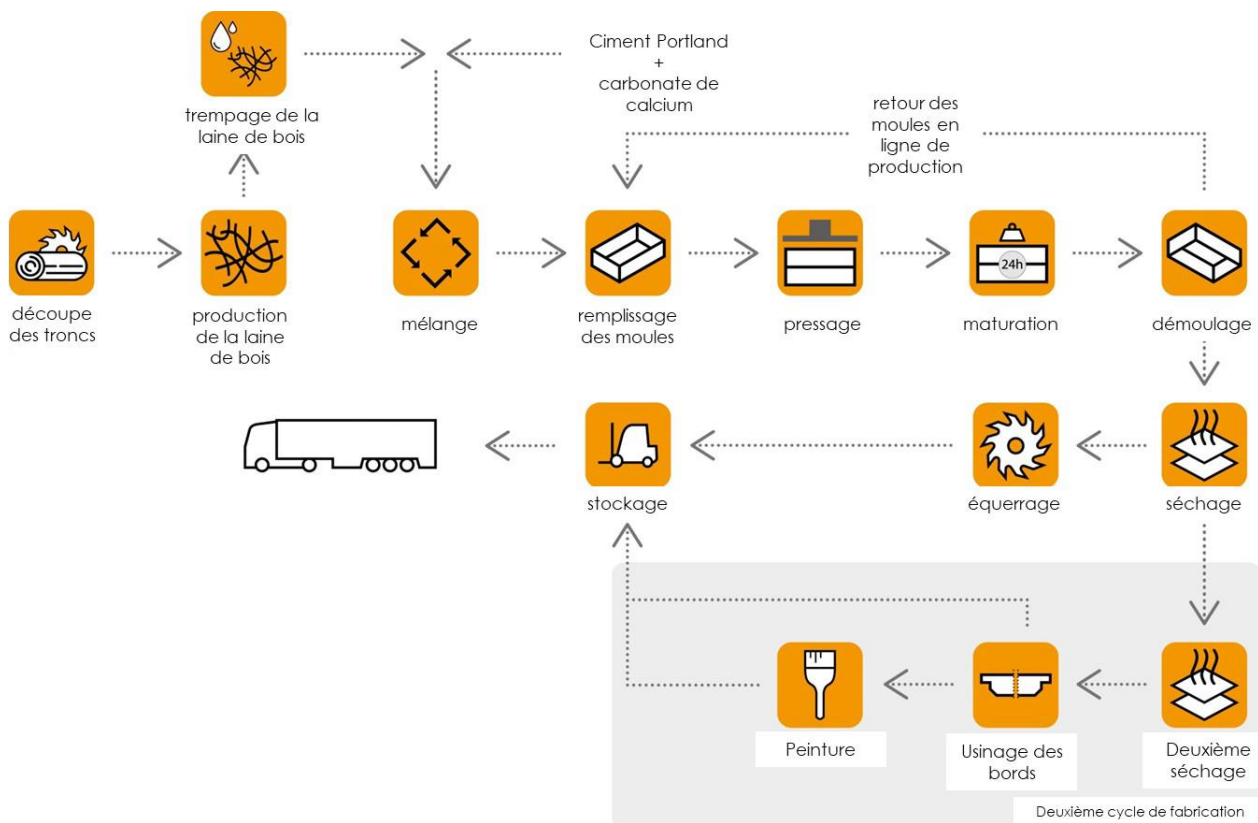 Ciment Portland
+
carbonate de
calcium
trempage de la
laine de bois
retour des
moules en
ligne de
production
découpe
des troncs
production
de la laine
de bois
mélange
remplissage
des moules
pressage
24h
maturation
démoulage
stockage
équerrage
séchage
Peinture
Usinage des
bords
Deuxième
séchage
Deuxième cycle de fabrication